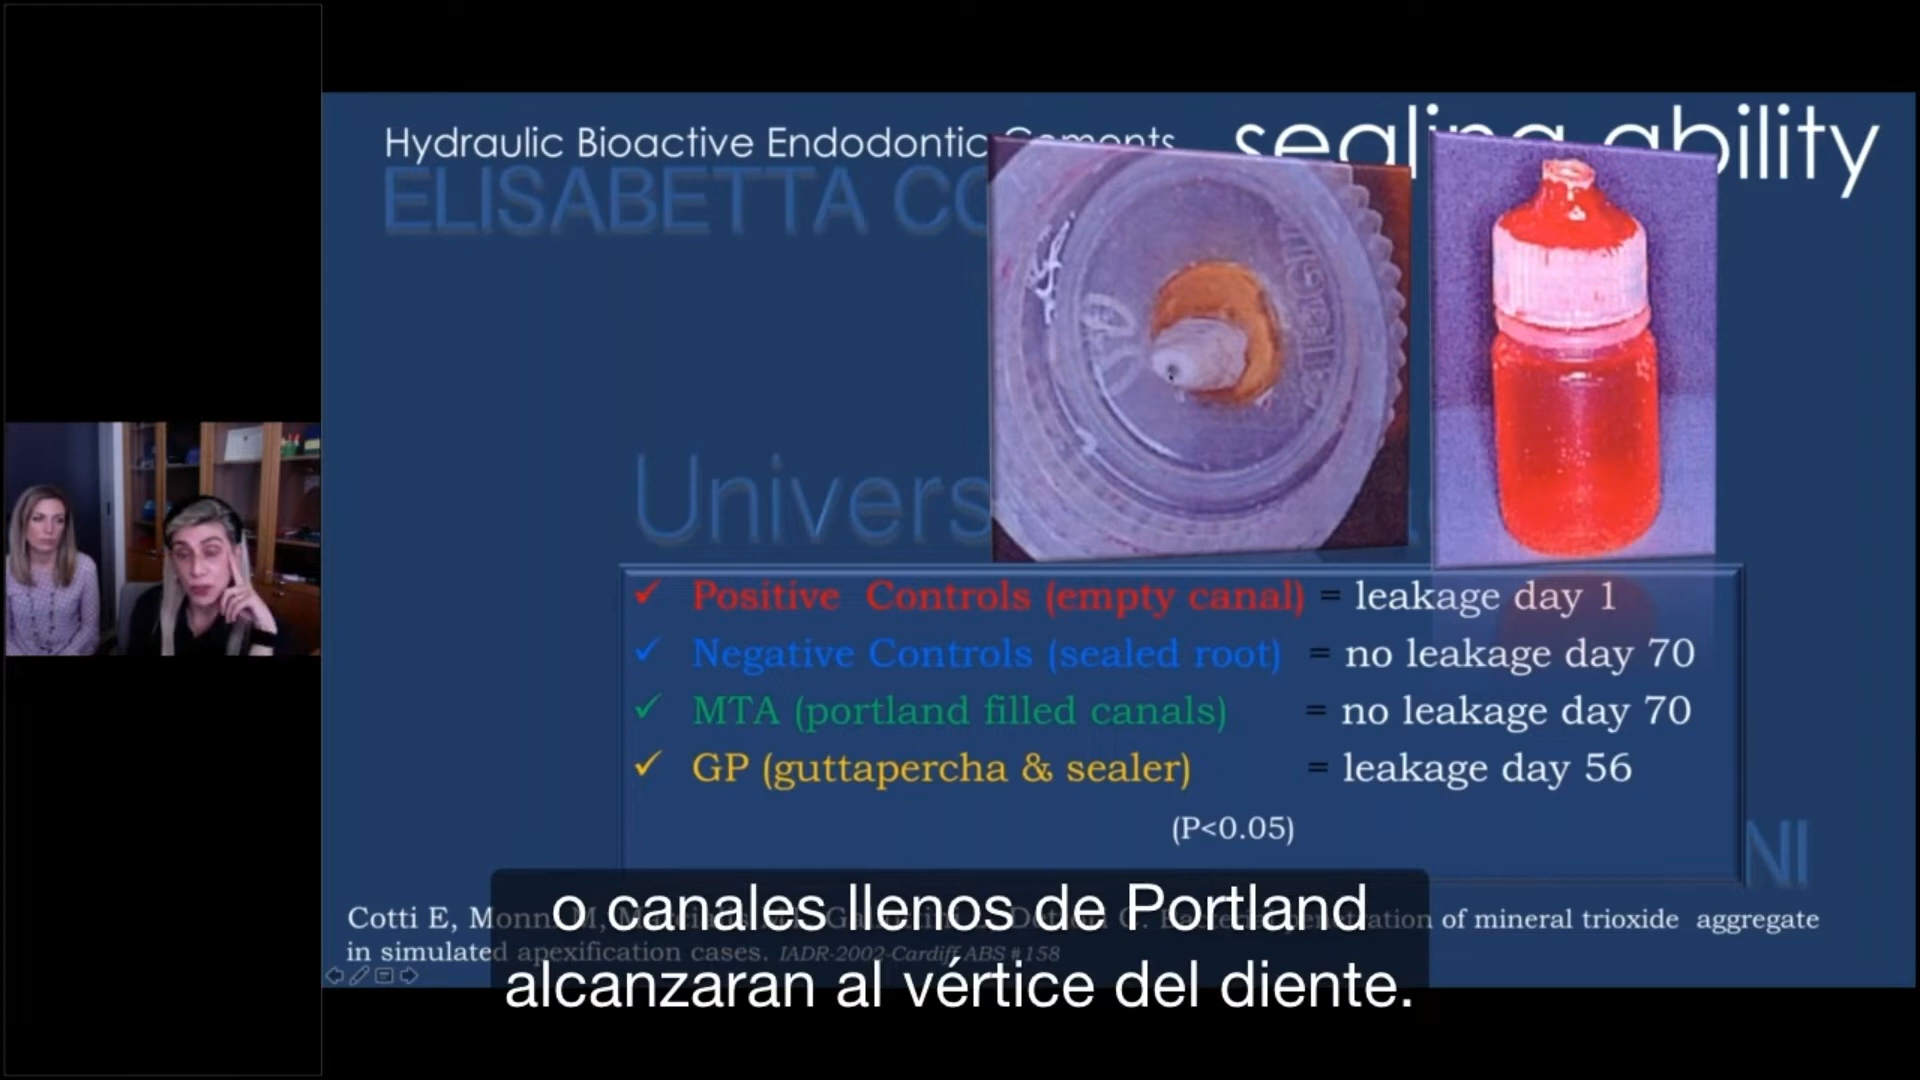 Hydraulic Bioactive Endodontic Cements
sealing ability
ELISABETTA CO
Univers
Positive Controls (empty canal) = leakage day 1
Negative Controls (sealed root) = no leakage day 70
MTA (portland filled canals) = no leakage day 70
GP (guttapercha & sealer) = leakage day 56
(P<0.05)
NI
Cotti E, Monni M, of mineral trioxide aggregate
in simulated apexification cases. IADR-2002-Cardiff ABS #158
o canales llenos de Portland
alcanzaran al vértice del diente.